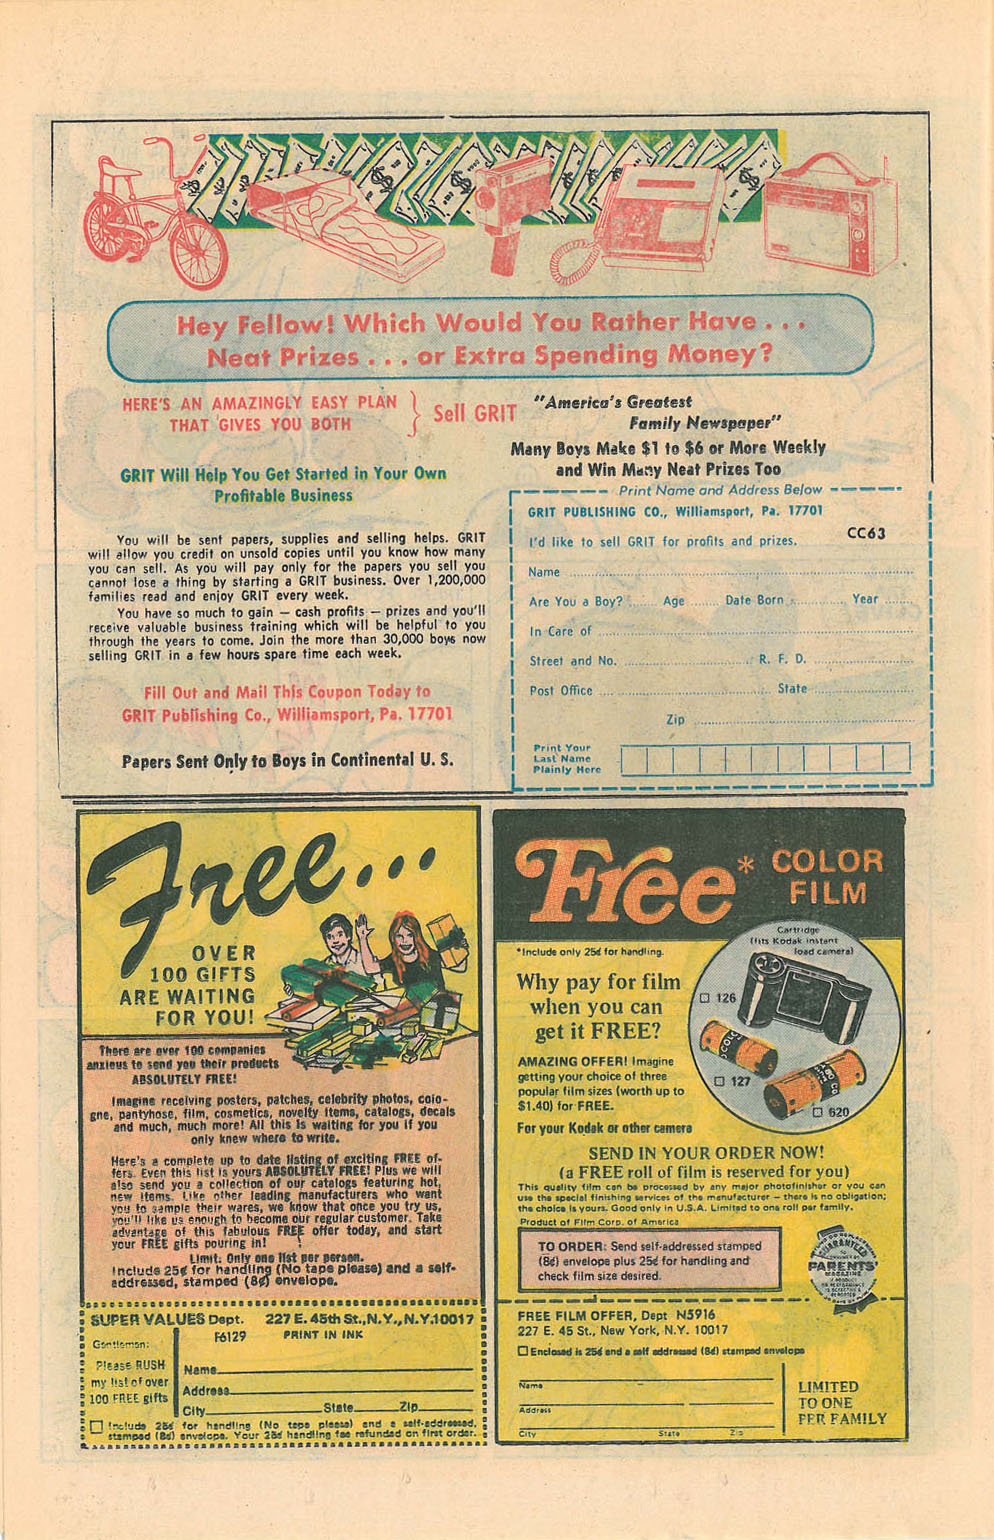 Hey Fellow! Which Would You Rather Have . . .
Neat Prizes . . . or Extra Spending Money?
HERE'S AN AMAZINGLY EASY PLAN
THAT GIVES YOU BOTH
Sell GRIT
"America's Greatest
Family Newspaper"
Many Boys Make $1 to $6 or More Weekly
and Win Many Neat Prizes Too
GRIT Will Help You Get Started in Your Own
Profitable Business
You will be sent papers, supplies and selling helps. GRIT
will allow you credit on unsold copies until you know how many
you can sell. As you will pay only for the papers you sell you
cannot lose a thing by starting a GRIT business. Over 1,200,000
families read and enjoy GRIT every week.
You have so much to gain — cash profits — prizes and you'll
receive valuable business training which will be helpful to you
through the years to come. Join the more than 30,000 boys now
selling GRIT in a few hours spare time each week.
Fill Out and Mail This Coupon Today to
GRIT Publishing Co., Williamsport, Pa. 17701
Papers Sent Only to Boys in Continental U. S.
Print Name and Address Below
GRIT PUBLISHING CO., Williamsport, Pa. 17701
CC63
I'd like to sell GRIT for profits and prizes.
Name
Are You a Boy? Age Date Born Year
In Care of
Street and No. R. F. D.
Post Office State
Zip
Print Your
Last Name
Plainly Here
Free...
OVER
100 GIFTS
ARE WAITING
FOR YOU!
There are over 100 companies
anxious to send you their products
ABSOLUTELY FREE!
Imagine receiving posters, patches, celebrity photos, colo-
gne, pantyhose, film, cosmetics, novelty items, catalogs, decals
and much, much more! All this is waiting for you if you
only knew where to write.
Here's a complete up to date listing of exciting FREE of-
fers. Even this list is yours ABSOLUTELY FREE! Plus we will
also send you a collection of our catalogs featuring hot,
new items. Like other leading manufacturers who want
you to sample their wares, we know that once you try us,
you'll like us enough to become our regular customer. Take
advantage of this fabulous FREE offer today, and start
your FREE gifts pouring in!
Limit: Only one list per person.
Include 25¢ for handling (No tape please) and a self-
addressed, stamped (8¢) envelope.
SUPER VALUES Dept. 227 E. 45th St., N.Y., N.Y. 10017
F6129 PRINT IN INK
Gentlemen:
Please RUSH
my list of over
100 FREE gifts
Name
Address
City State Zip
Include 25¢ for handling (No tape please) and a self-addressed,
stamped (8¢) envelope. Your 25¢ handling fee refunded on first order.
Free* COLOR
FILM
*Include only 25¢ for handling.
Cartridge
(fits Kodak instant
load camera)
126
127
620
Why pay for film
when you can
get it FREE?
AMAZING OFFER! Imagine
getting your choice of three
popular film sizes (worth up to
$1.40) for FREE.
For your Kodak or other camera
SEND IN YOUR ORDER NOW!
(a FREE roll of film is reserved for you)
This quality film can be processed by any major photofinisher or you can
use the special finishing services of the manufacturer — there is no obligation;
the choice is yours. Good only in U.S.A. Limited to one roll per family.
Product of Film Corp. of America
TO ORDER: Send self-addressed stamped
(8¢) envelope plus 25¢ for handling and
check film size desired.
GUARANTEED
PARENTS'
MAGAZINE
FREE FILM OFFER, Dept N5916
227 E. 45 St., New York, N.Y. 10017
Enclosed is 25¢ and a self addressed (8¢) stamped envelope
Name
Address
City State Zip
LIMITED
TO ONE
PER FAMILY